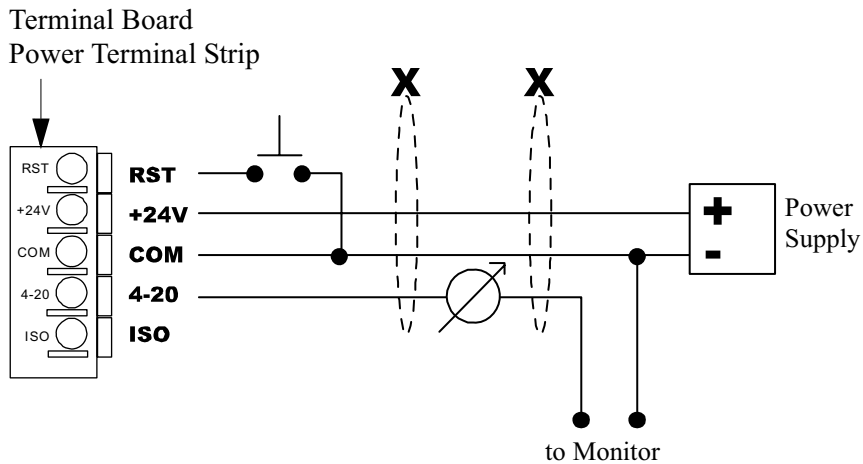 Terminal Board
Power Terminal Strip
X
X
RST
RST
+24V
+24V
+
Power
Supply
COM
COM
-
4-20
4-20
ISO
ISO
to Monitor